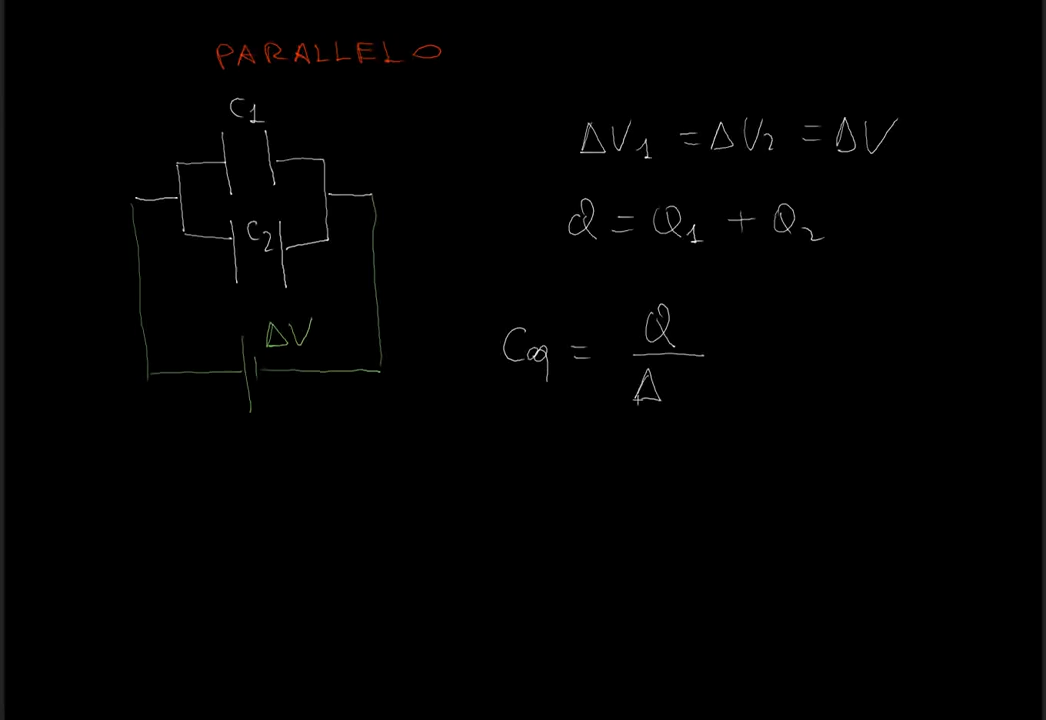 PARALLELO
C1
C2
ΔV
ΔV1 = ΔV2 = ΔV
Q = Q1 + Q2
Ceq = Q / Δ